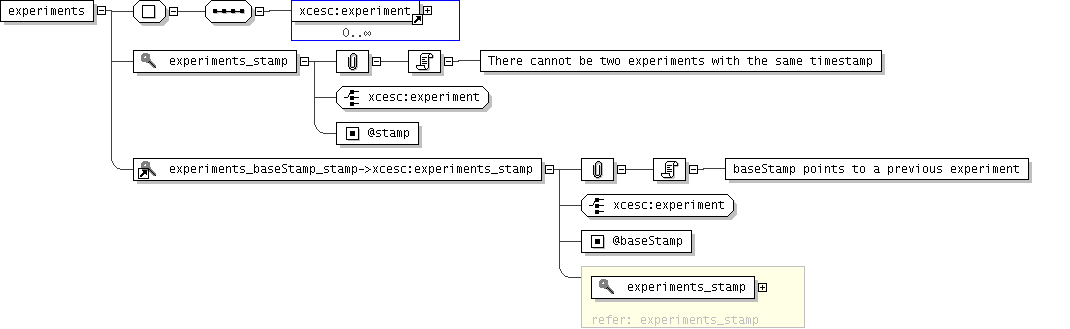 experiments
xcesc:experiment
0..∞
experiments_stamp
There cannot be two experiments with the same timestamp
xcesc:experiment
@stamp
experiments_baseStamp_stamp->xcesc:experiments_stamp
baseStamp points to a previous experiment
xcesc:experiment
@baseStamp
experiments_stamp
refer: experiments_stamp